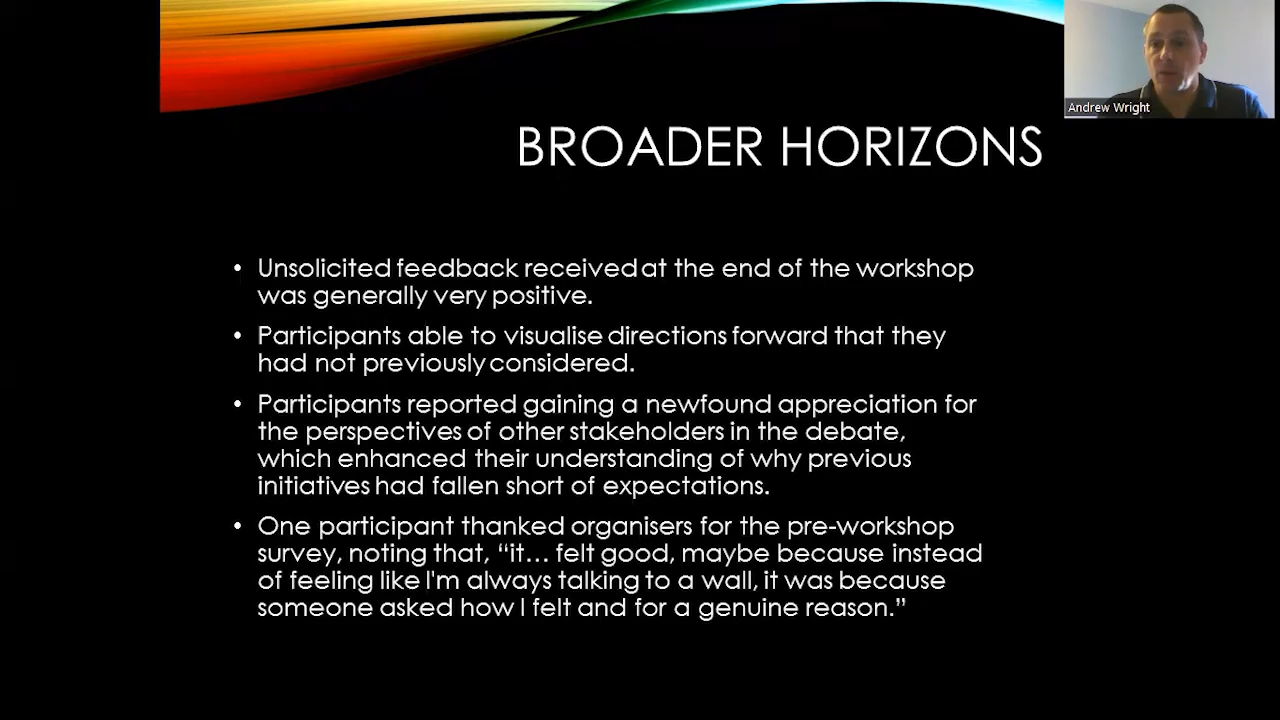 Andrew Wright
BROADER HORIZONS
• Unsolicited feedback received at the end of the workshop
was generally very positive.
• Participants able to visualise directions forward that they
had not previously considered.
• Participants reported gaining a newfound appreciation for
the perspectives of other stakeholders in the debate,
which enhanced their understanding of why previous
initiatives had fallen short of expectations.
• One participant thanked organisers for the pre-workshop
survey, noting that, “it… felt good, maybe because instead
of feeling like I'm always talking to a wall, it was because
someone asked how I felt and for a genuine reason.”